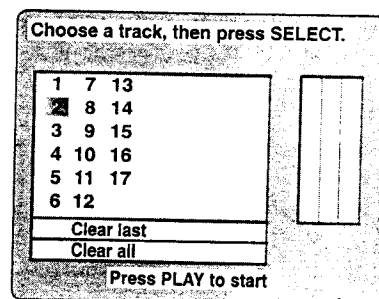 Choose a track, then press SELECT.
1 7 13
2 8 14
3 9 15
4 10 16
5 11 17
6 12
Clear last
Clear all
Press PLAY to start